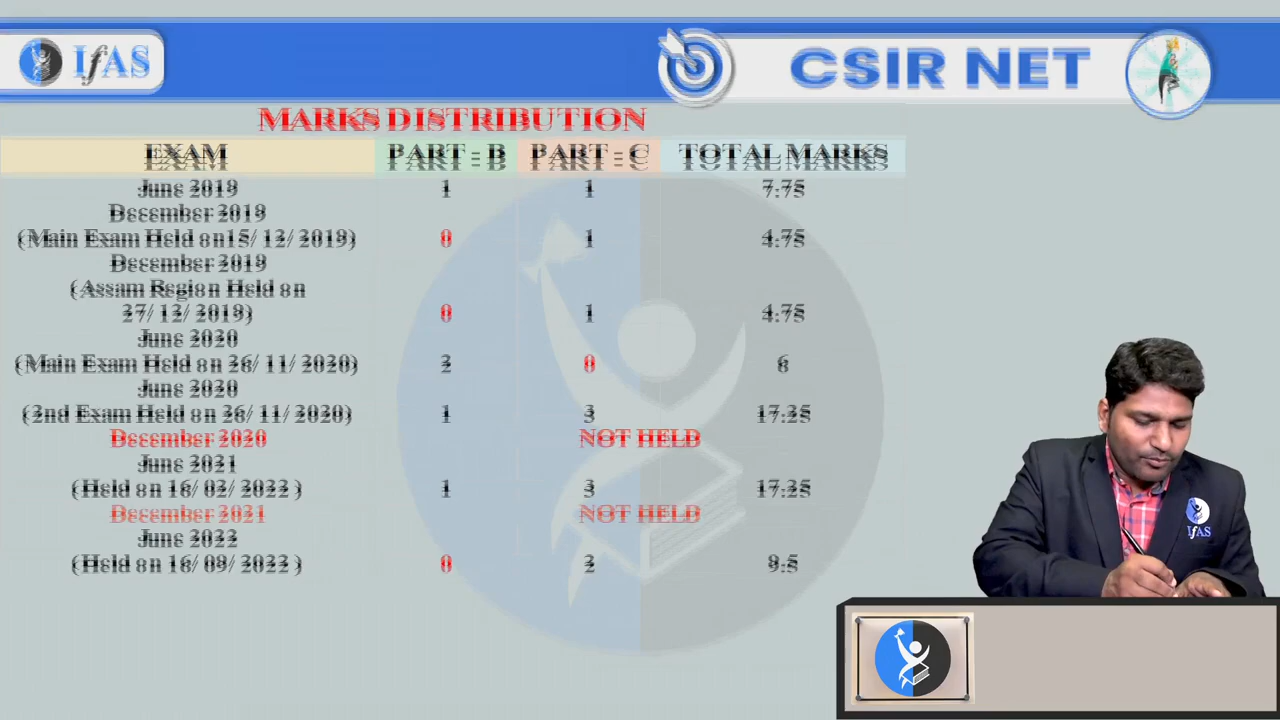 IfAS
CSIR NET
MARKS DISTRIBUTION
EXAM PART - B PART - C TOTAL MARKS
June 2019 1 1 7.75
December 2019
(Main Exam Held on15/ 12/ 2019) 0 1 4.75
December 2019
(Assam Region Held on
27/ 12/ 2019) 0 1 4.75
June 2020
(Main Exam Held on 26/ 11/ 2020) 2 0 6
June 2020
(2nd Exam Held on 26/ 11/ 2020) 1 3 17.25
December 2020 NOT HELD
June 2021
(Held on 16/ 02/ 2022 ) 1 3 17.25
December 2021 NOT HELD
June 2022
(Held on 16/ 09/ 2022 ) 0 2 9.5
IfAS